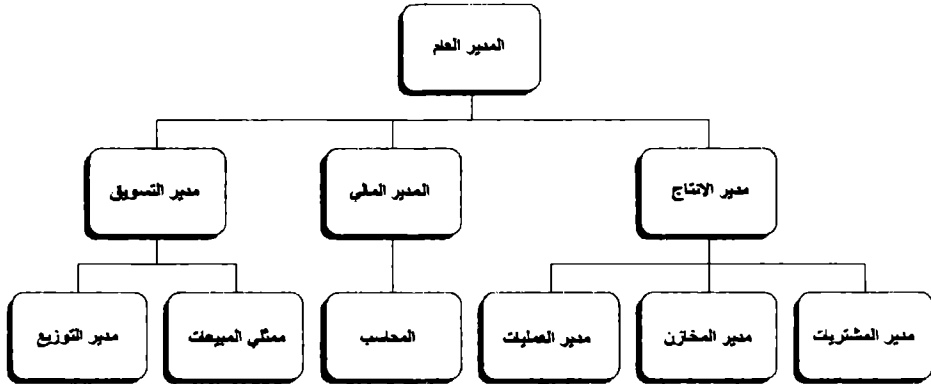 المدير العام
مدير الانتاج
المدير المالي
مدير التسويق
مدير المشتريات
مدير المخازن
مدير العمليات
المحاسب
ممثلي المبيعات
مدير التوزيع